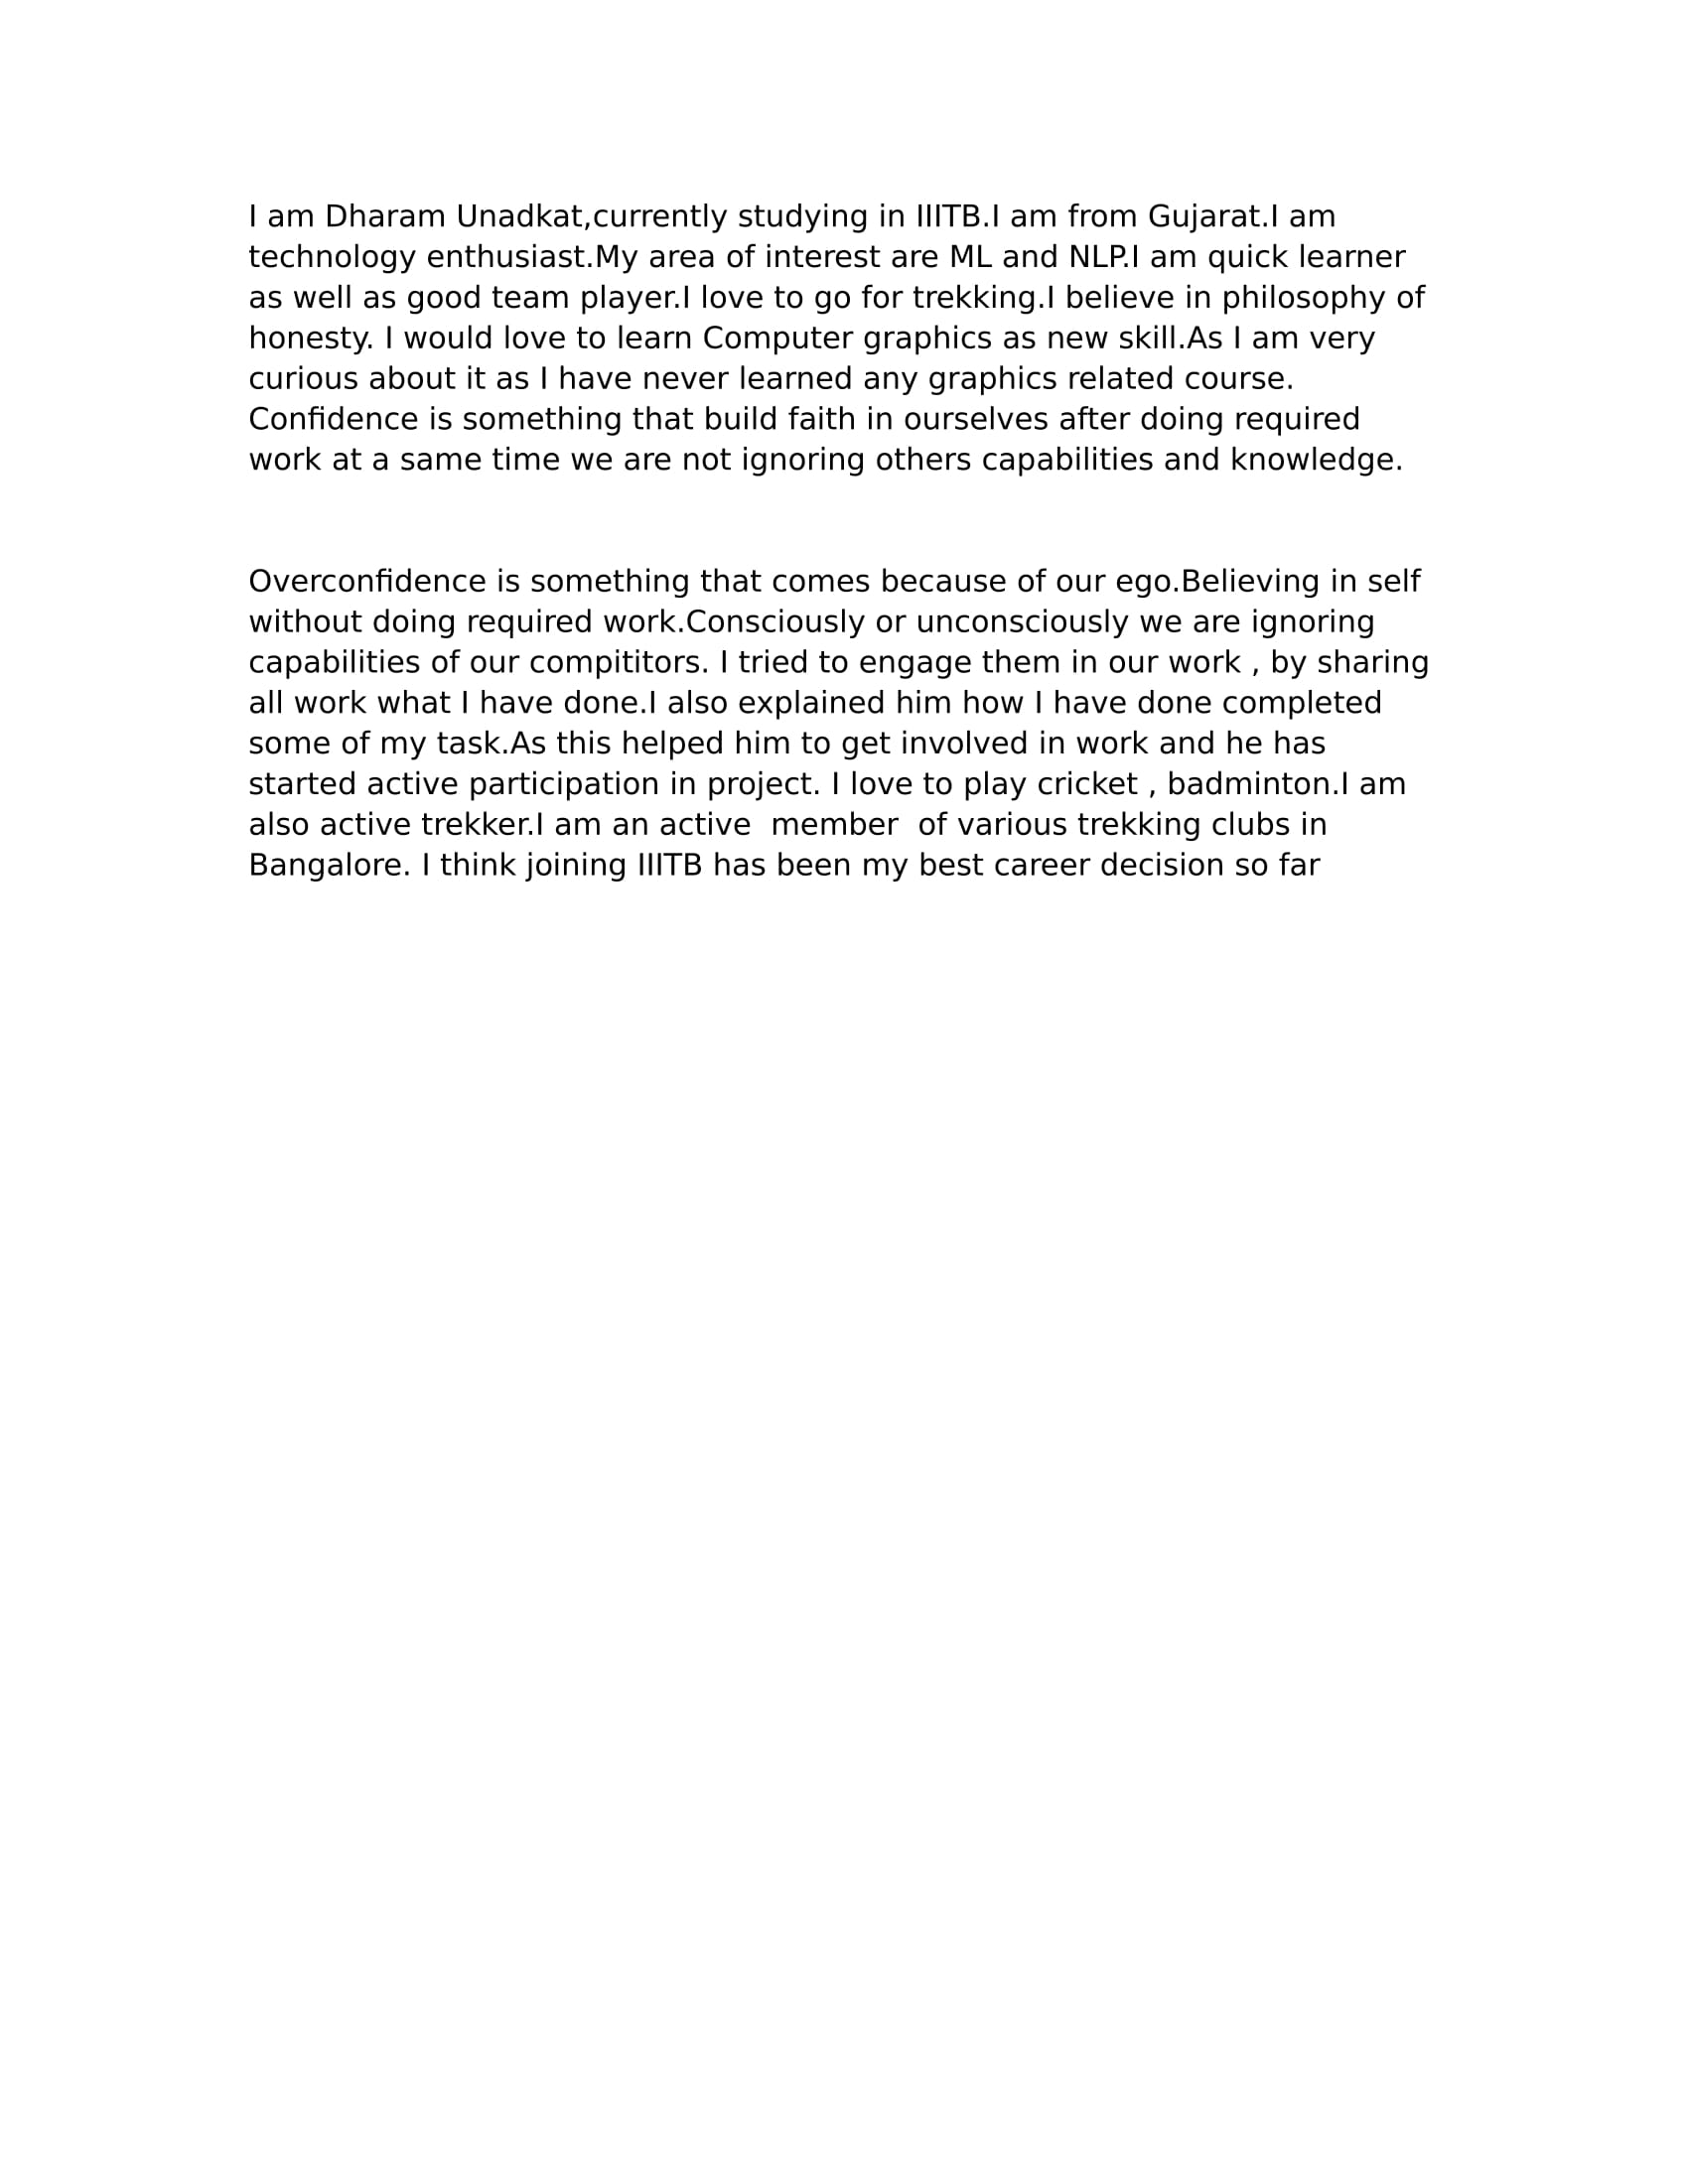 I am Dharam Unadkat,currently studying in IIITB.I am from Gujarat.I am
technology enthusiast.My area of interest are ML and NLP.I am quick learner
as well as good team player.I love to go for trekking.I believe in philosophy of
honesty. I would love to learn Computer graphics as new skill.As I am very
curious about it as I have never learned any graphics related course.
Confidence is something that build faith in ourselves after doing required
work at a same time we are not ignoring others capabilities and knowledge.
Overconfidence is something that comes because of our ego.Believing in self
without doing required work.Consciously or unconsciously we are ignoring
capabilities of our compititors. I tried to engage them in our work , by sharing
all work what I have done.I also explained him how I have done completed
some of my task.As this helped him to get involved in work and he has
started active participation in project. I love to play cricket , badminton.I am
also active trekker.I am an active  member  of various trekking clubs in
Bangalore. I think joining IIITB has been my best career decision so far